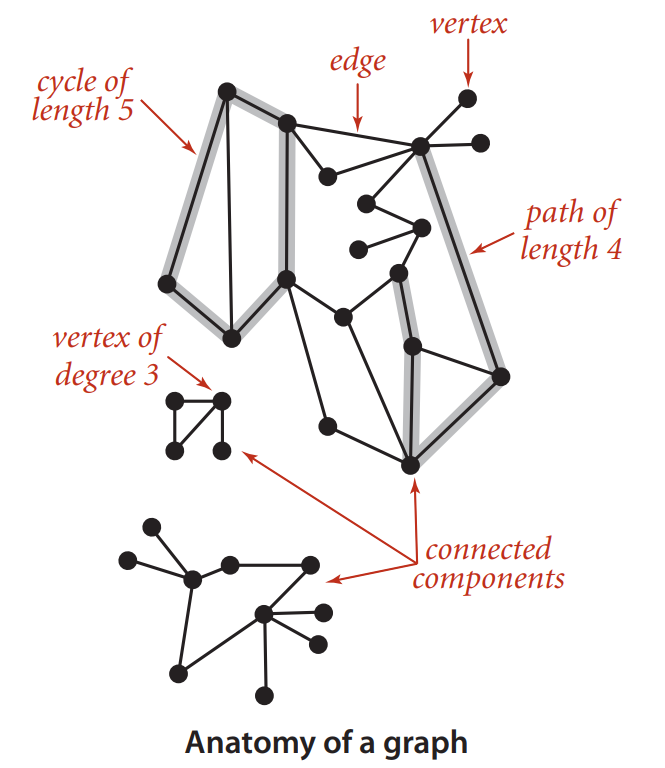 vertex
edge
cycle of
length 5
path of
length 4
vertex of
degree 3
connected
components
Anatomy of a graph